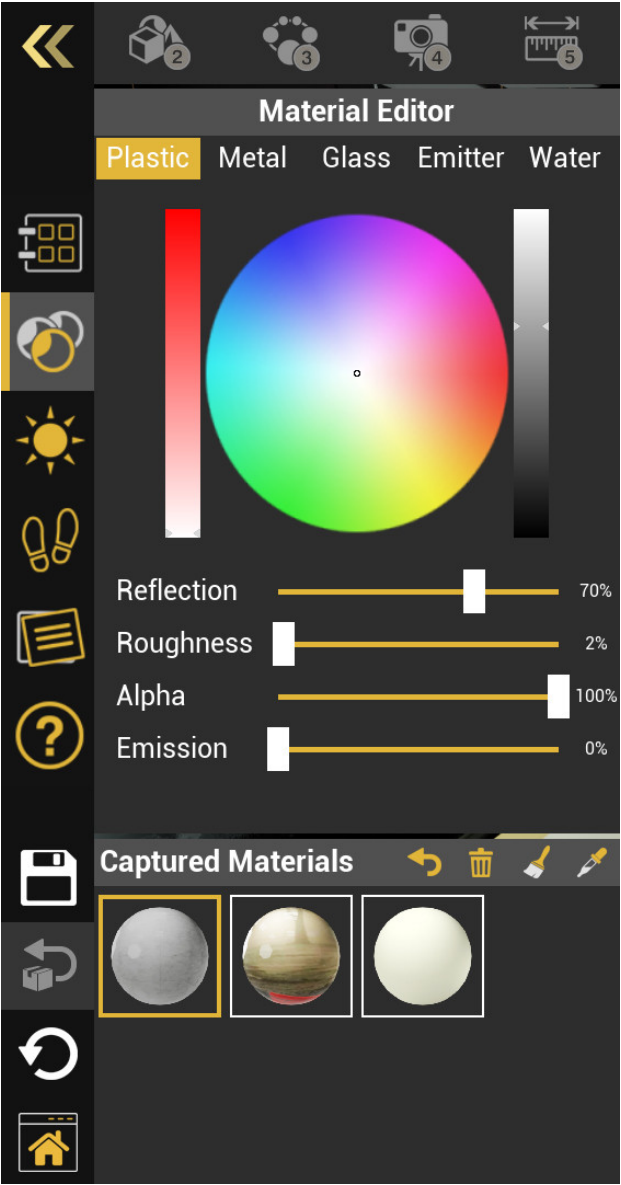 2 3 4 5
Material Editor
Plastic Metal Glass Emitter Water
Reflection 70%
Roughness 2%
Alpha 100%
?
Emission 0%
Captured Materials